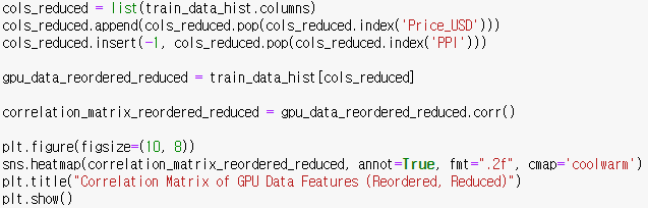 cols_reduced = list(train_data_hist.columns)
cols_reduced.append(cols_reduced.pop(cols_reduced.index('Price_USD')))
cols_reduced.insert(-1, cols_reduced.pop(cols_reduced.index('PPI')))
gpu_data_reordered_reduced = train_data_hist[cols_reduced]
correlation_matrix_reordered_reduced = gpu_data_reordered_reduced.corr()
plt.figure(figsize=(10, 8))
sns.heatmap(correlation_matrix_reordered_reduced, annot=True, fmt=".2f", cmap='coolwarm')
plt.title("Correlation Matrix of GPU Data Features (Reordered, Reduced)")
plt.show()